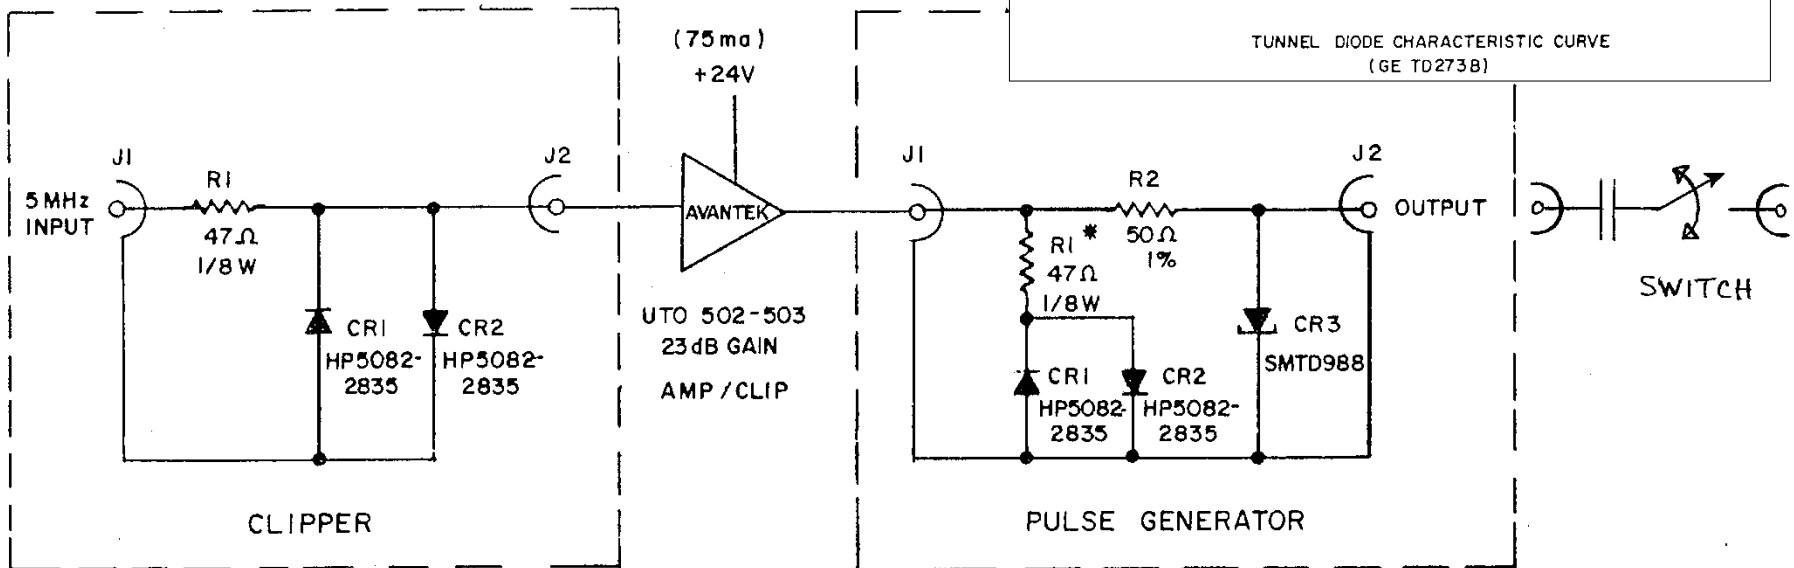 TUNNEL DIODE CHARACTERISTIC CURVE
(GE TD273B)
(75ma)
+24V
J1
R1
5MHz
INPUT
47Ω
1/8W
J2
CR1
HP5082-
2835
CR2
HP5082-
2835
CLIPPER
AVANTEK
UTO 502-503
23dB GAIN
AMP/CLIP
J1
R2
50Ω
1%
R1 *
47Ω
1/8W
J2
OUTPUT
CR1
HP5082-
2835
CR2
HP5082-
2835
CR3
SMTD988
PULSE GENERATOR
SWITCH